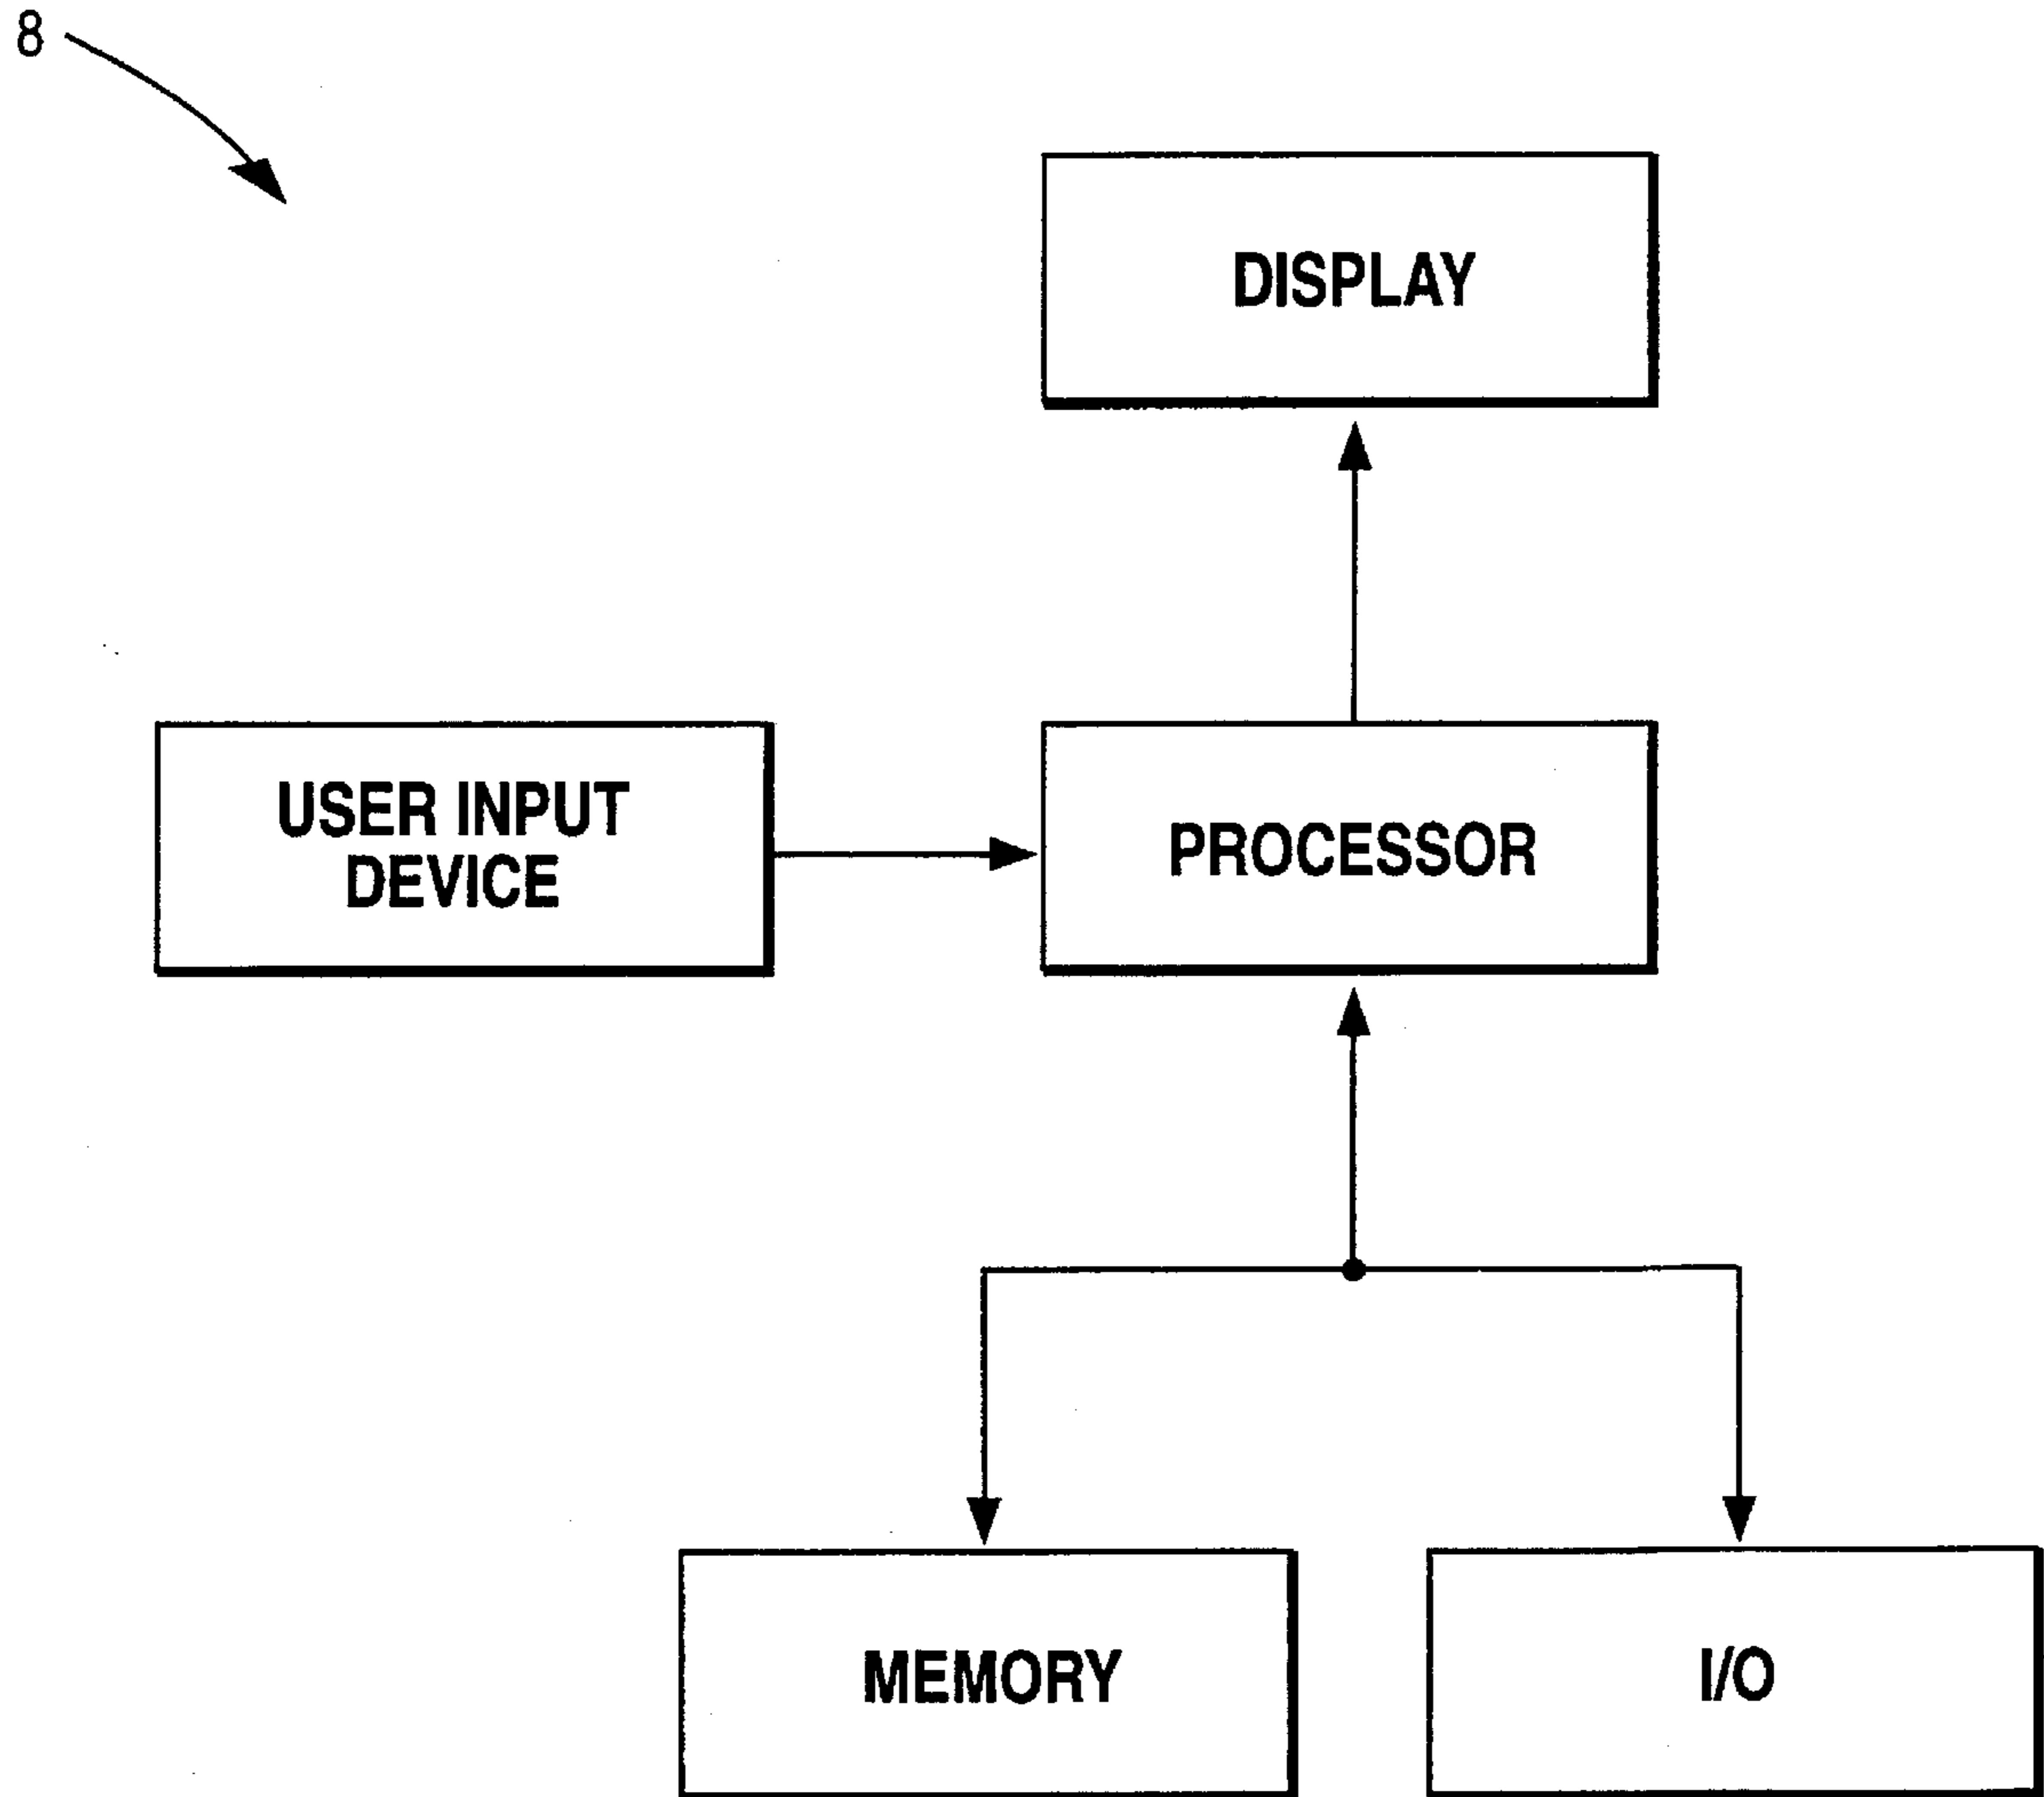 8
DISPLAY
USER INPUT
DEVICE
PROCESSOR
MEMORY
I/O